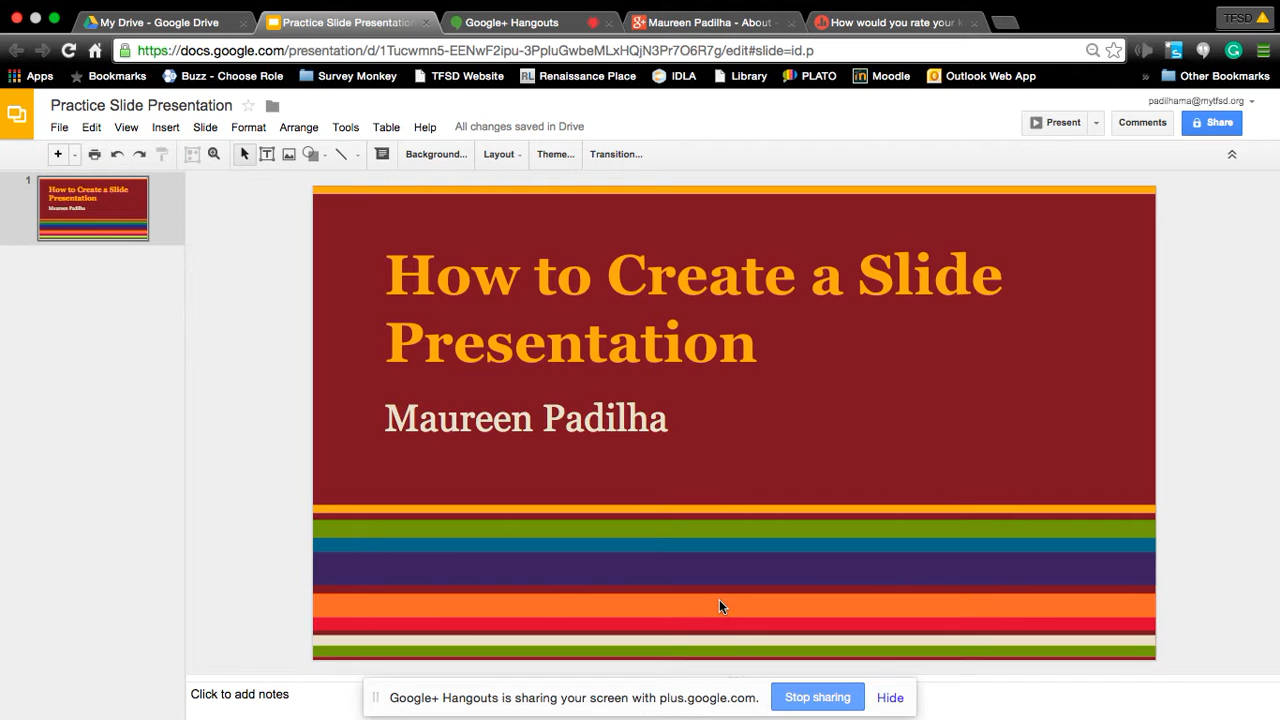 My Drive - Google Drive
Practice Slide Presentation
Google+ Hangouts
Maureen Padilha - About -
How would you rate your k
TFSD
https://docs.google.com/presentation/d/1Tucwmn5-EENwF2ipu-3PpluGwbeMLxHQjN3Pr7O6R7g/edit#slide=id.p
Apps
Bookmarks
Buzz - Choose Role
Survey Monkey
TFSD Website
RL Renaissance Place
IDLA
Library
PLATO
in Moodle
Outlook Web App
»
Other Bookmarks
Practice Slide Presentation
padilhama@mytfsd.org
File Edit View Insert Slide Format Arrange Tools Table Help All changes saved in Drive
Present
Comments
Share
Background... Layout Theme... Transition...
1
How to Create a Slide
Presentation
Maureen Padilha
How to Create a Slide
Presentation
Maureen Padilha
Click to add notes
Google+ Hangouts is sharing your screen with plus.google.com.
Stop sharing
Hide